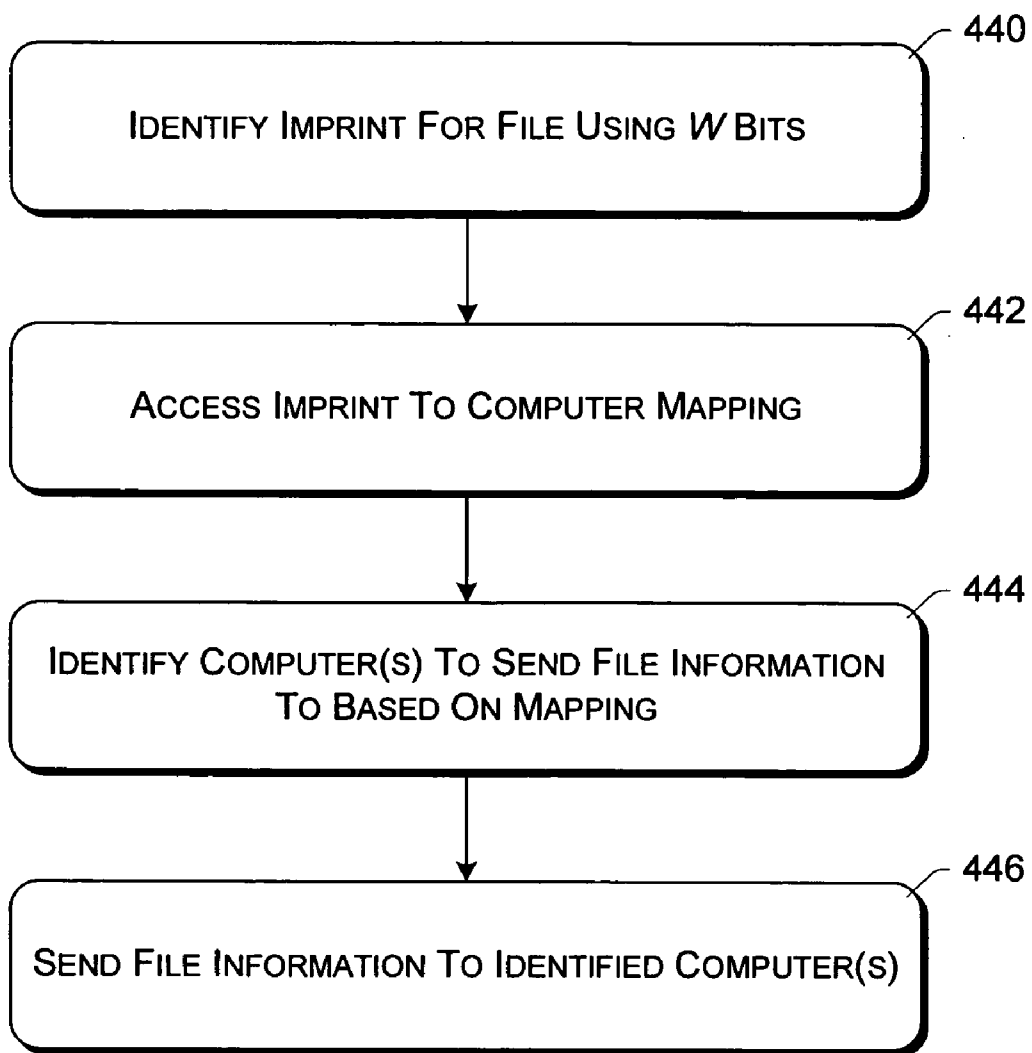 440
IDENTIFY IMPRINT FOR FILE USING W BITS
442
ACCESS IMPRINT TO COMPUTER MAPPING
444
IDENTIFY COMPUTER(S) TO SEND FILE INFORMATION
TO BASED ON MAPPING
446
SEND FILE INFORMATION TO IDENTIFIED COMPUTER(S)